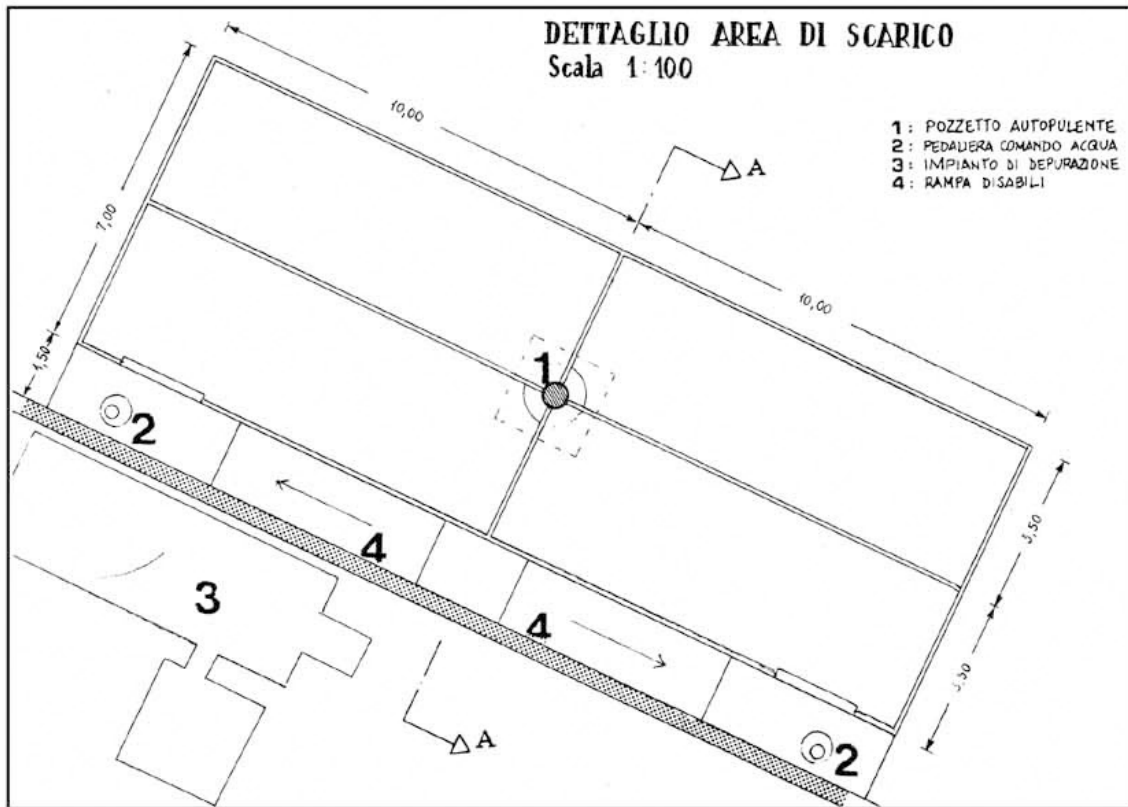 DETTAGLIO AREA DI SCARICO
Scala 1:100
10,00
A
1: POZZETTO AUTOPULENTE
2: PEDALIERA COMANDO ACQUA
3: IMPIANTO DI DEPURAZIONE
4: RAMPA DISABILI
7,00
10,00
1,50
1
2
3,50
4
3
4
3,50
A
2